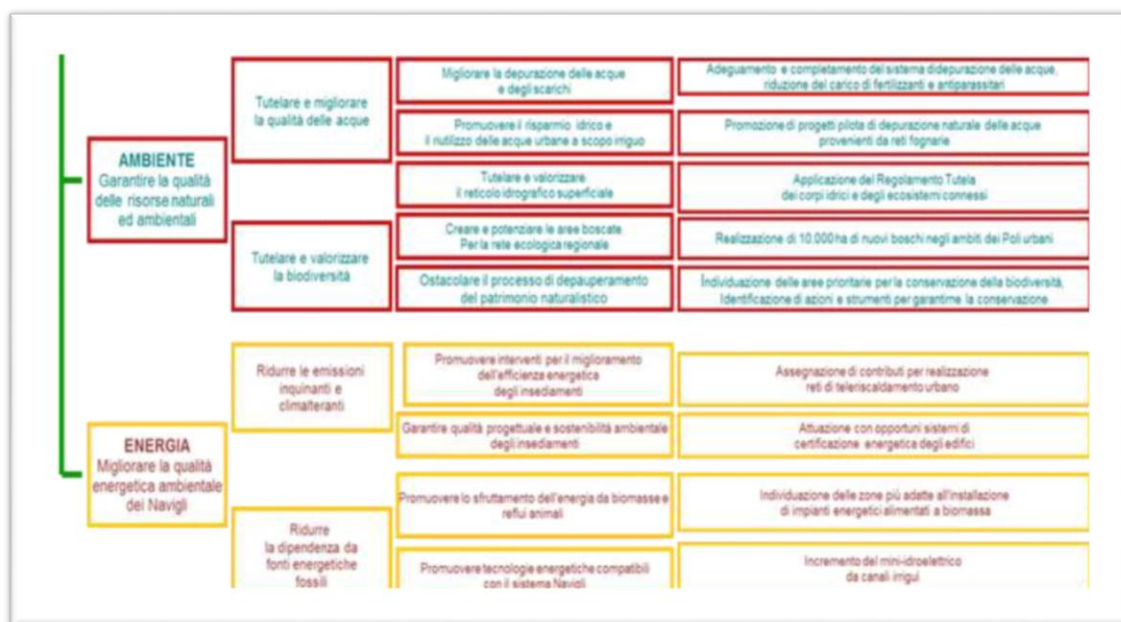 AMBIENTE
Garantire la qualità
delle risorse naturali
ed ambientali
Tutelare e migliorare
la qualità delle acque
Migliorare la depurazione delle acque
e degli scarichi
Adeguamento e completamento del sistema didepurazione delle acque,
riduzione del carico di fertilizzanti e antiparassitari
Promuovere il risparmio idrico e
il riutilizzo delle acque urbane a scopo irriguo
Promozione di progetti pilota di depurazione naturale delle acque
provenienti da reti fognarie
Tutelare e valorizzare
il reticolo idrografico superficiale
Applicazione del Regolamento Tutela
dei corpi idrici e degli ecosistemi connessi
Tutelare e valorizzare
la biodiversità
Creare e potenziare le aree boscate
Per la rete ecologica regionale
Realizzazione di 10.000 ha di nuovi boschi negli ambiti dei Poli urbani
Ostacolare il processo di depauperamento
del patrimonio naturalistico
Individuazione delle aree prioritarie per la conservazione della biodiversità,
Identificazione di azioni e strumenti per garantirne la conservazione
ENERGIA
Migliorare la qualità
energetica ambientale
dei Navigli
Ridurre le emissioni
inquinanti e
climalteranti
Promuovere interventi per il miglioramento
dell'efficienza energetica
degli insediamenti
Assegnazione di contributi per realizzazione
reti di teleriscaldamento urbano
Garantire qualità progettuale e sostenibilità ambientale
degli insediamenti
Attuazione con opportuni sistemi di
certificazione energetica degli edifici
Ridurre
la dipendenza da
fonti energetiche
fossili
Promuovere lo sfruttamento dell'energia da biomasse e
reflui animali
Individuazione delle zone più adatte all'installazione
di impianti energetici alimentati a biomassa
Promuovere tecnologie energetiche compatibili
con il sistema Navigli
Incremento del mini-idroelettrico
da canali irrigui